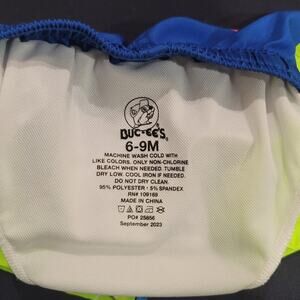 BUC-EE'S
6-9M
MACHINE WASH COLD WITH
LIKE COLORS. ONLY NON-CHLORINE
BLEACH WHEN NEEDED. TUMBLE
DRY LOW. COOL IRON IF NEEDED.
DO NOT DRY CLEAN
95% POLYESTER • 5% SPANDEX
RN# 109169
MADE IN CHINA
PO# 25856
September 2023